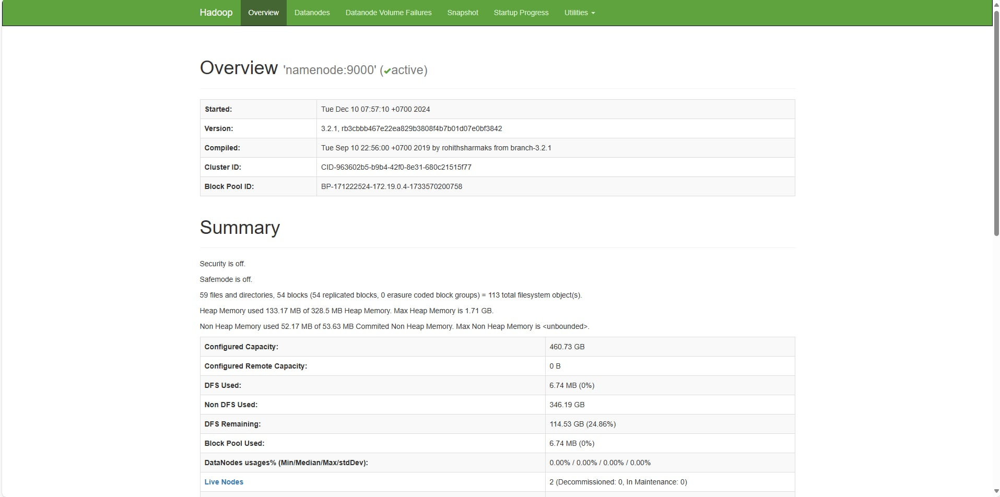 Hadoop Overview Datanodes Datanode Volume Failures Snapshot Startup Progress Utilities
Overview 'namenode:9000' (✔active)
Started: Tue Dec 10 07:57:10 +0700 2024
Version: 3.2.1, rb3cbbb467e22ea829b3808f4b7b01d07e0bf3842
Compiled: Tue Sep 10 22:56:00 +0700 2019 by rohithsharmaks from branch-3.2.1
Cluster ID: CID-963602b5-b9b4-42f0-8e31-680c21515f77
Block Pool ID: BP-171222524-172.19.0.4-1733570200758
Summary
Security is off.
Safemode is off.
59 files and directories, 54 blocks (54 replicated blocks, 0 erasure coded block groups) = 113 total filesystem object(s).
Heap Memory used 133.17 MB of 328.5 MB Heap Memory. Max Heap Memory is 1.71 GB.
Non Heap Memory used 52.17 MB of 53.63 MB Commited Non Heap Memory. Max Non Heap Memory is <unbounded>.
Configured Capacity: 460.73 GB
Configured Remote Capacity: 0 B
DFS Used: 6.74 MB (0%)
Non DFS Used: 346.19 GB
DFS Remaining: 114.53 GB (24.86%)
Block Pool Used: 6.74 MB (0%)
DataNodes usages% (Min/Median/Max/stdDev): 0.00% / 0.00% / 0.00% / 0.00%
Live Nodes 2 (Decommissioned: 0, In Maintenance: 0)